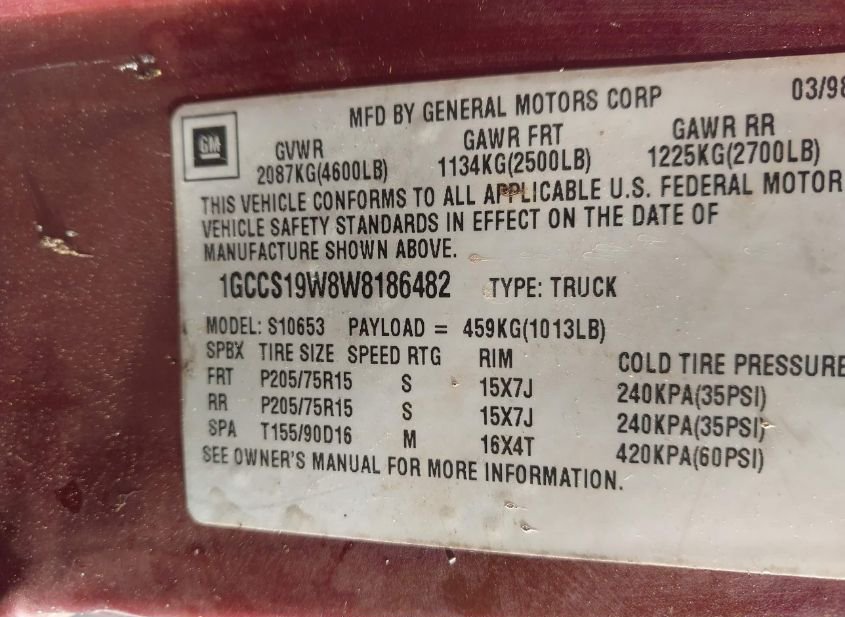 MFD BY GENERAL MOTORS CORP 03/98
GM
GVWR GAWR FRT GAWR RR
2087KG(4600LB) 1134KG(2500LB) 1225KG(2700LB)
THIS VEHICLE CONFORMS TO ALL APPLICABLE U.S. FEDERAL MOTOR
VEHICLE SAFETY STANDARDS IN EFFECT ON THE DATE OF
MANUFACTURE SHOWN ABOVE.
1GCCS19W8W8186482 TYPE: TRUCK
MODEL: S10653 PAYLOAD = 459KG(1013LB)
SPBX TIRE SIZE SPEED RTG RIM COLD TIRE PRESSURE
FRT P205/75R15 S 15X7J 240KPA(35PSI)
RR P205/75R15 S 15X7J 240KPA(35PSI)
SPA T155/90D16 M 16X4T 420KPA(60PSI)
SEE OWNER'S MANUAL FOR MORE INFORMATION.